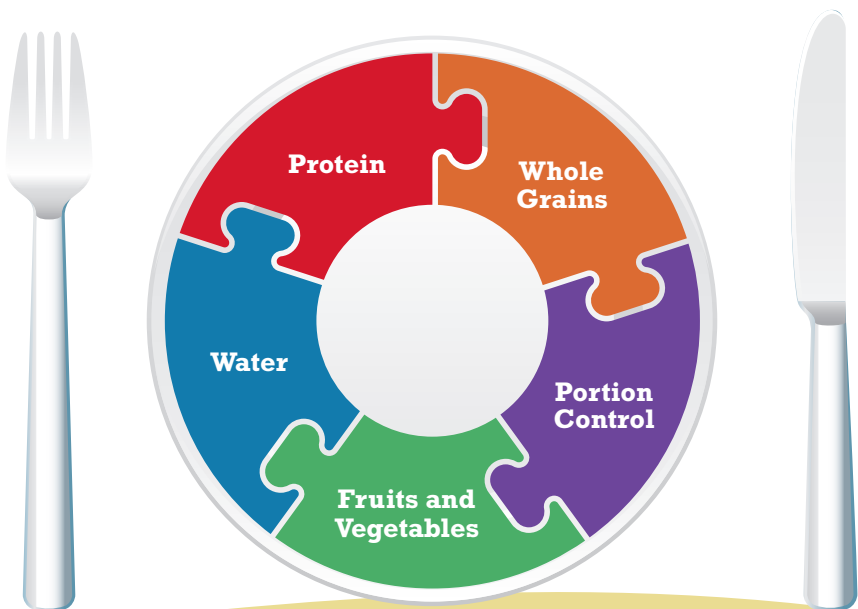 Protein
Whole
Grains
Water
Portion
Control
Fruits and
Vegetables